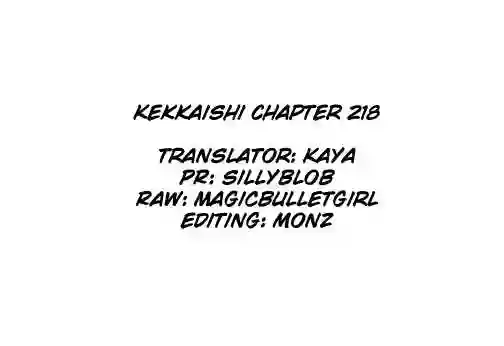 KEKKAISHI CHAPTER 218
TRANSLATOR: KAYA
PR: SILLYBLOB
RAW: MAGICBULLETGIRL
EDITING: MONZ